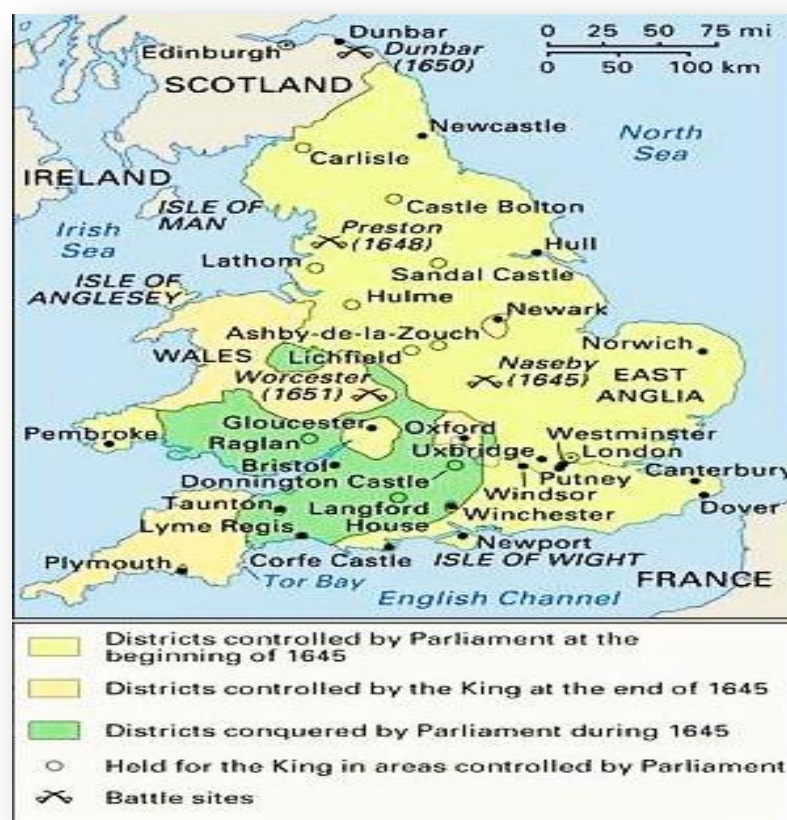 Dunbar
Edinburgh
Dunbar
(1650)
0 25 50 75 mi
0 50 100 km
SCOTLAND
Newcastle
North
Sea
Carlisle
IRELAND
ISLE OF
MAN
Castle Bolton
Irish
Sea
Preston
(1648)
Hull
Lathom
Sandal Castle
ISLE OF
ANGLESEY
Hulme
Newark
Ashby-de-la-Zouch
Norwich
WALES
Lichfield
Naseby
(1645)
EAST
ANGLIA
Worcester
(1651)
Gloucester
Oxford
Westminster
Pembroke
Raglan
Uxbridge
London
Bristol
Putney
Canterbury
Donnington Castle
Windsor
Taunton
Langford
House
Winchester
Dover
Lyme Regis
Newport
Plymouth
Corfe Castle
ISLE OF WIGHT
Tor Bay
FRANCE
English Channel
Districts controlled by Parliament at the
beginning of 1645
Districts controlled by the King at the end of 1645
Districts conquered by Parliament during 1645
Held for the King in areas controlled by Parliament
Battle sites